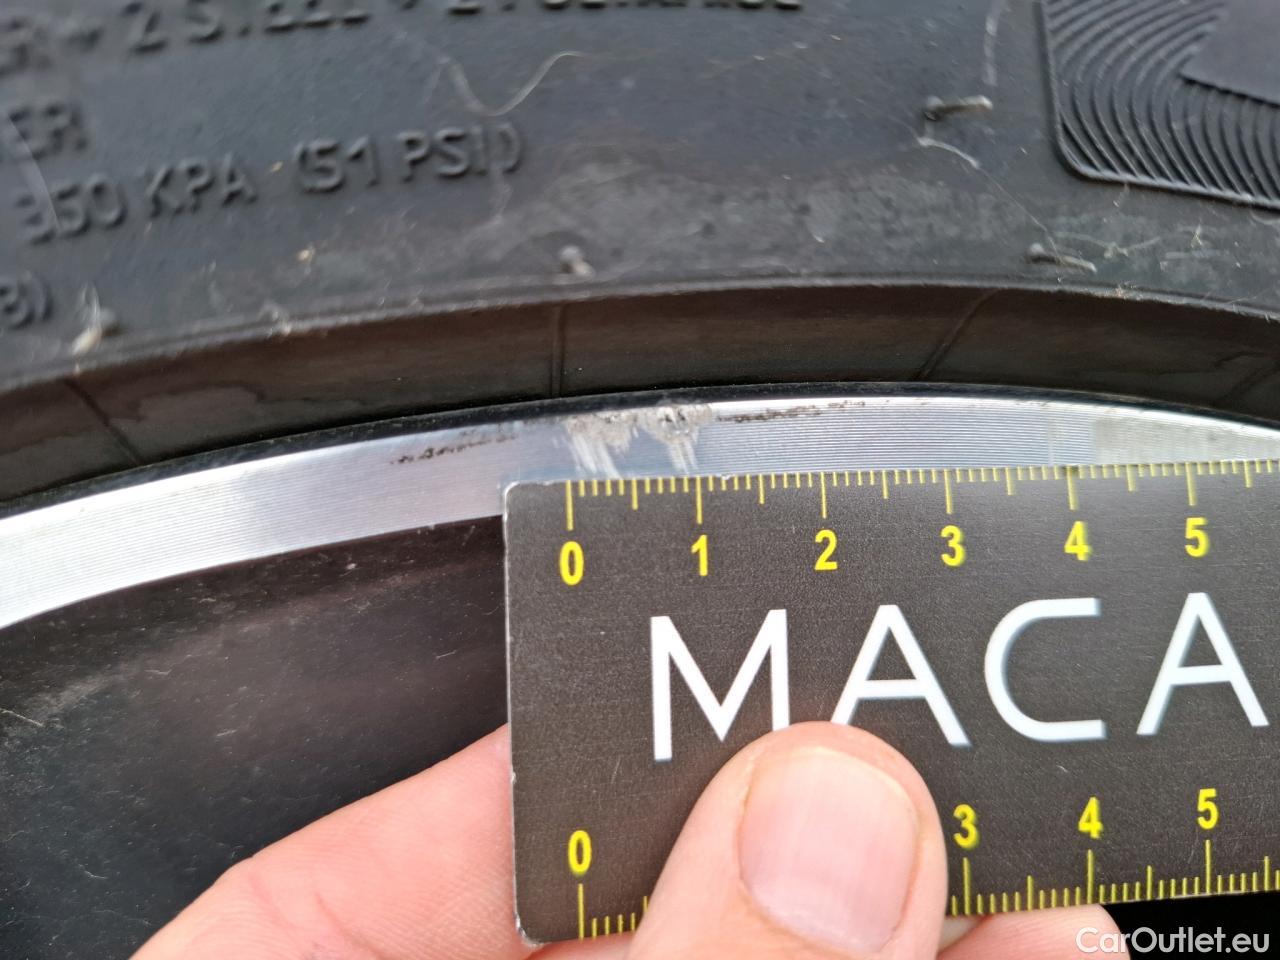 350 KPA (51 PSI)
0 1 2 3 4 5
MACA
0 3 4 5
CarOutlet.eu